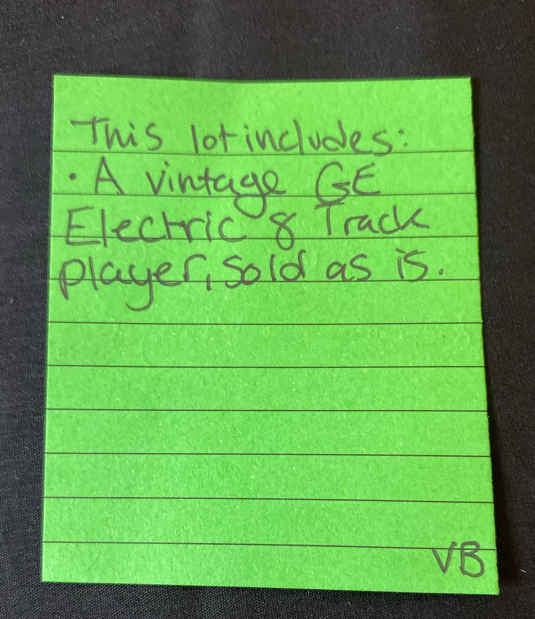 This lot includes:
· A vintage GE
Electric 8 Track
player, sold as is.
VB